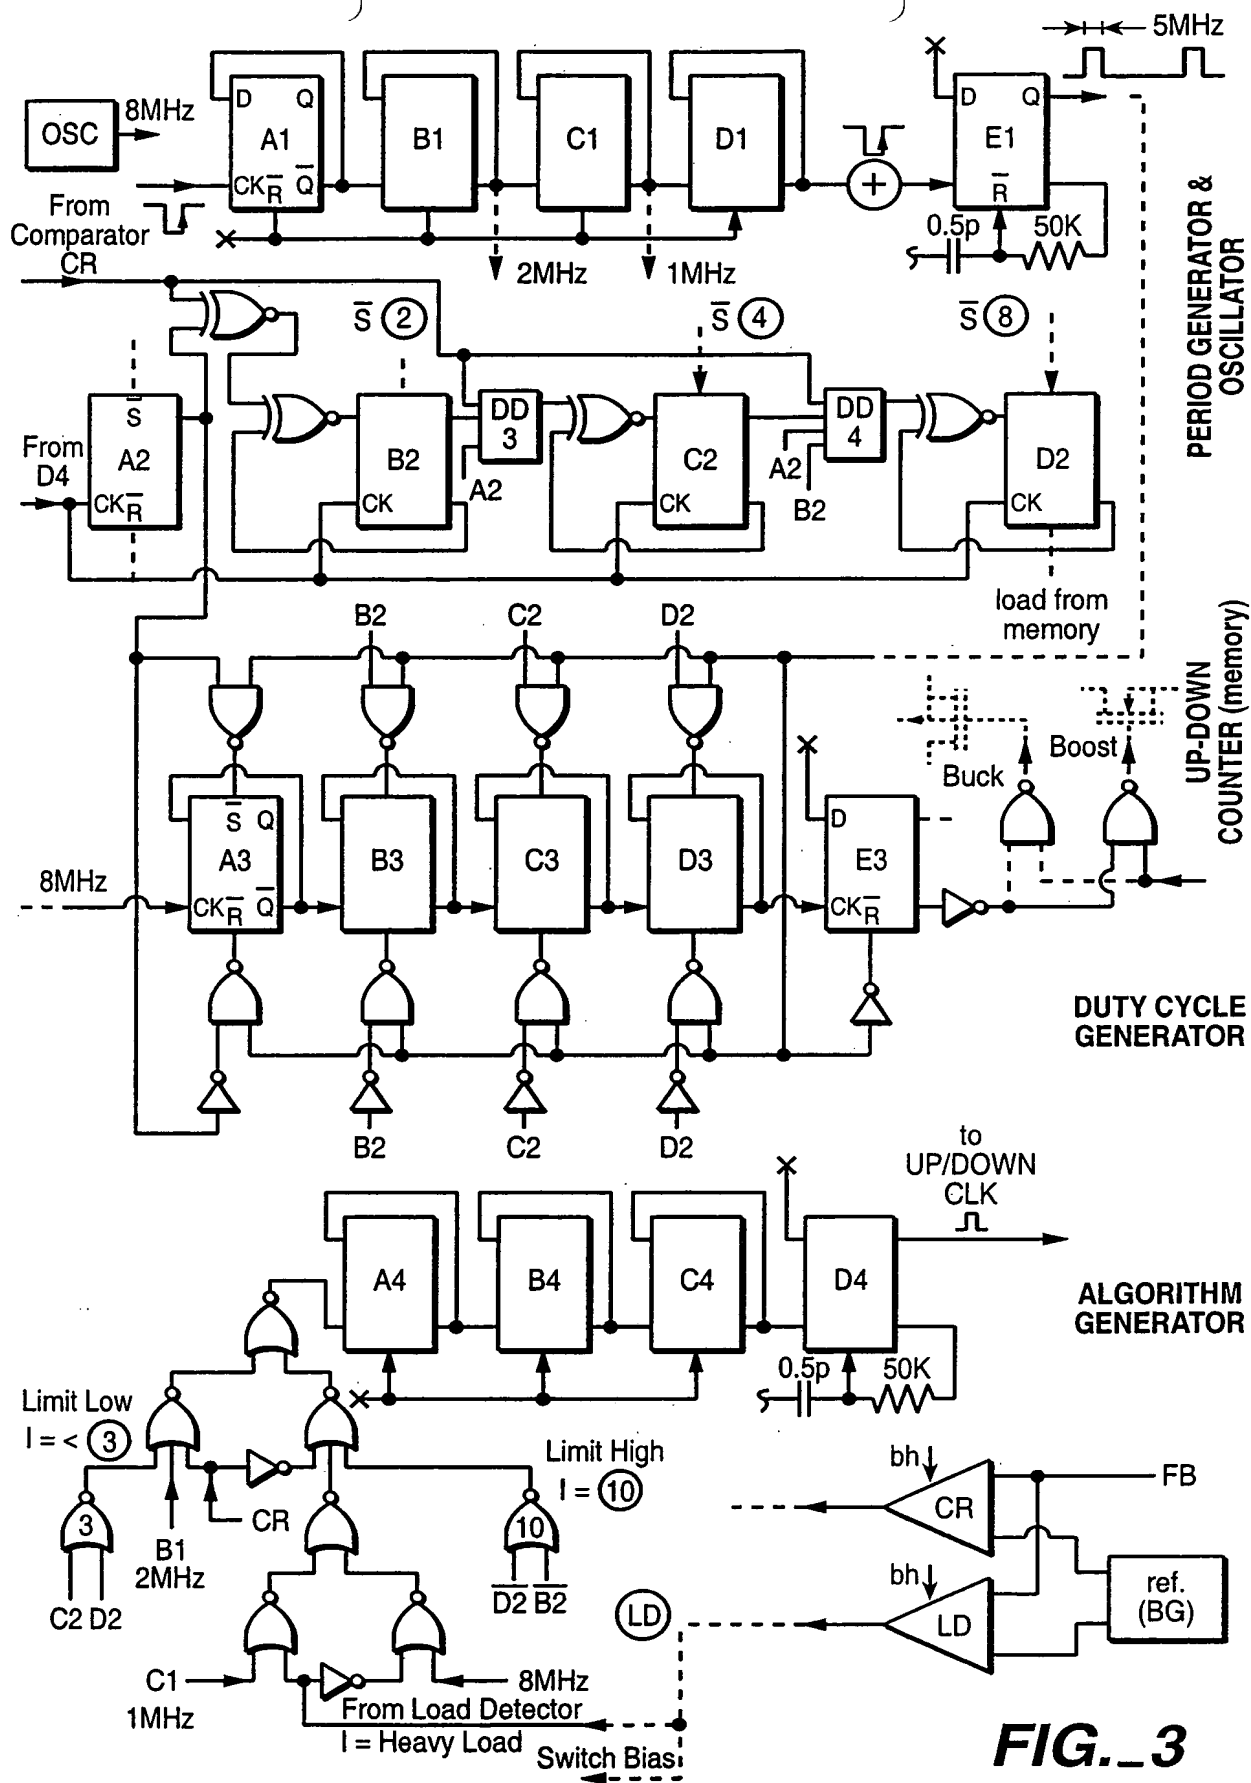 5MHz
OSC
8MHz
D Q
A1
CK R̅ Q̅
B1
C1
D1
+
D Q
E1
R̅
0.5p
50K
From
Comparator
CR
2MHz
1MHz
PERIOD GENERATOR &
OSCILLATOR
S̅ 2
S̅ 4
S̅ 8
From
D4
S̅
A2
CK R̅
B2
CK
DD
3
A2
C2
CK
DD
4
A2
B2
D2
CK
load from
memory
UP-DOWN
COUNTER (memory)
B2
C2
D2
Buck
Boost
8MHz
S̅ Q
A3
CK R̅ Q̅
B3
C3
D3
D
E3
CK R̅
B2
C2
D2
DUTY CYCLE
GENERATOR
to
UP/DOWN
CLK
A4
B4
C4
D4
0.5p
50K
ALGORITHM
GENERATOR
Limit Low
I = < 3
3
C2 D2
B1
2MHz
CR
Limit High
I = 10
10
D̅2̅ B̅2̅
C1
1MHz
8MHz
From Load Detector
I = Heavy Load
Switch Bias
LD
bh
CR
FB
bh
LD
ref.
(BG)
FIG._3